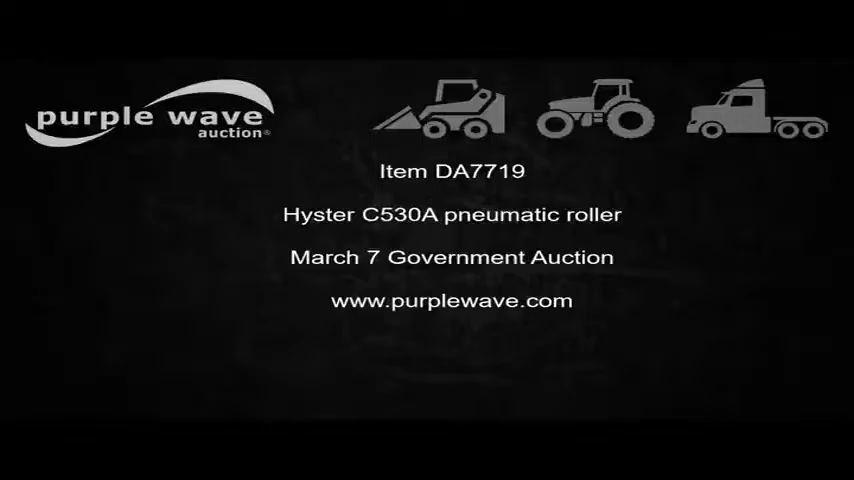 purple wave
auction®
Item DA7719
Hyster C530A pneumatic roller
March 7 Government Auction
www.purplewave.com